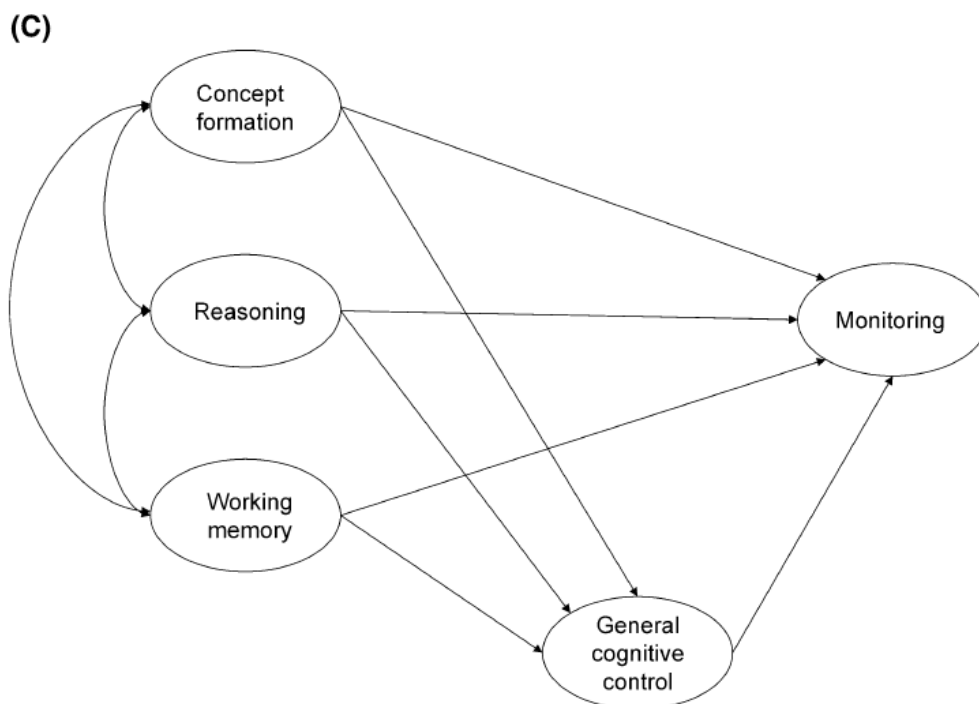 (C)
Concept
formation
Reasoning
Monitoring
Working
memory
General
cognitive
control